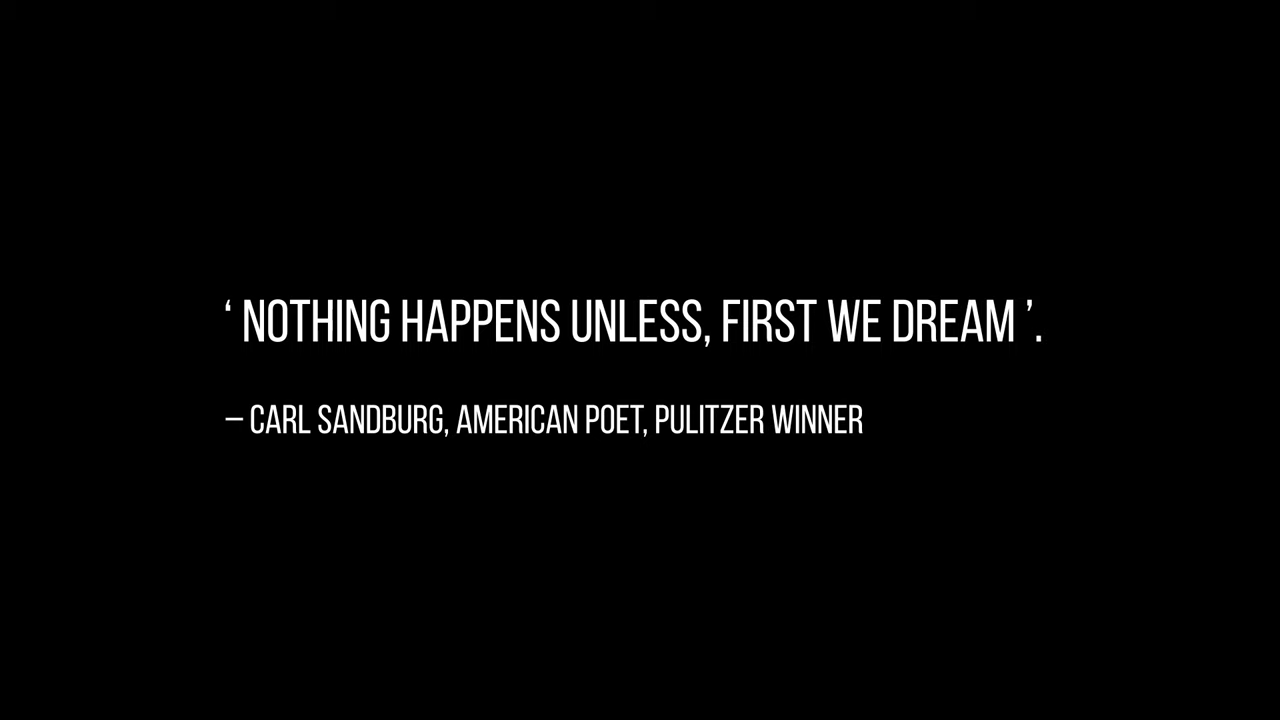 ‘ NOTHING HAPPENS UNLESS, FIRST WE DREAM ’.
– CARL SANDBURG, AMERICAN POET, PULITZER WINNER